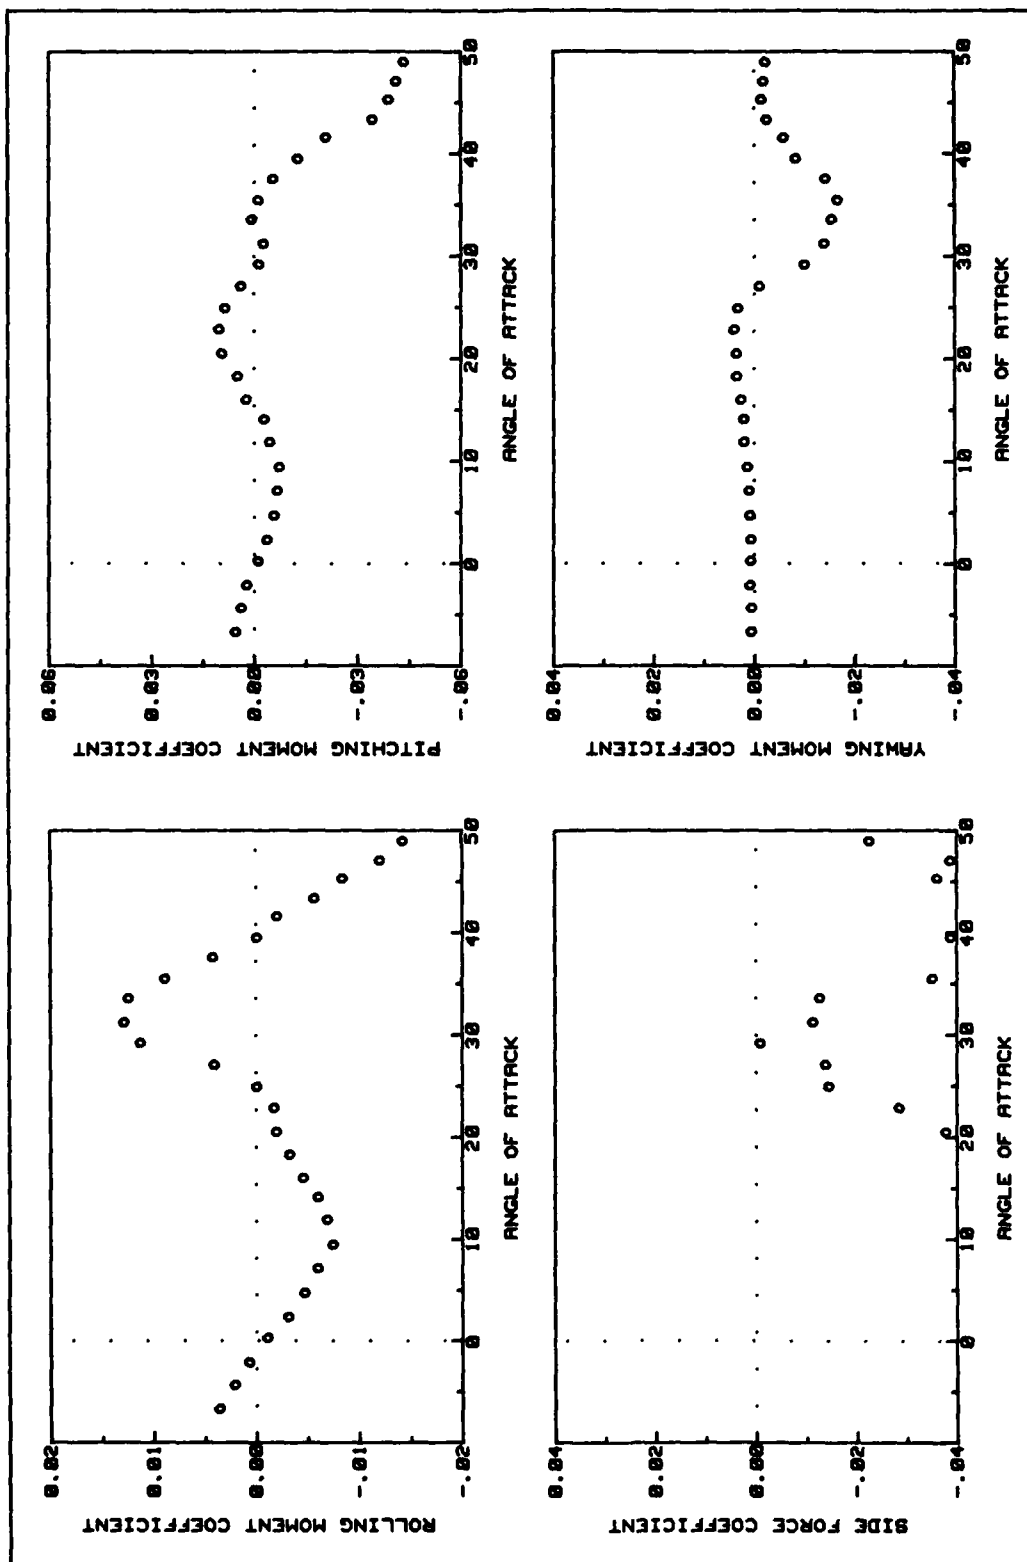 ROLLING MOMENT COEFFICIENT
0.02
0.01
0.00
-.01
-.02
0 10 20 30 40 50
ANGLE OF ATTACK
PITCHING MOMENT COEFFICIENT
0.06
0.03
0.00
-.03
-.06
0 10 20 30 40 50
ANGLE OF ATTACK
SIDE FORCE COEFFICIENT
0.04
0.02
0.00
-.02
-.04
0 10 20 30 40 50
ANGLE OF ATTACK
YAWING MOMENT COEFFICIENT
0.04
0.02
0.00
-.02
-.04
0 10 20 30 40 50
ANGLE OF ATTACK